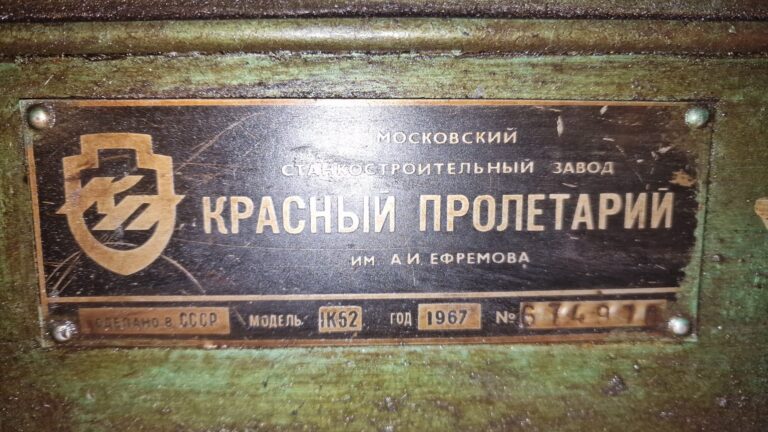 МОСКОВСКИЙ
СТАНКОСТРОИТЕЛЬНЫЙ ЗАВОД
КРАСНЫЙ ПРОЛЕТАРИЙ
ИМ. А.И. ЕФРЕМОВА
СДЕЛАНО В СССР МОДЕЛЬ 1К62 ГОД 1967 №